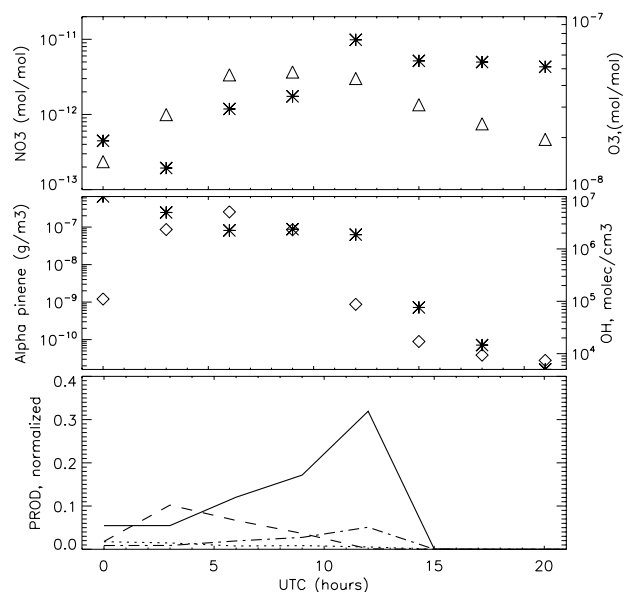 10⁻¹¹
10⁻¹²
10⁻¹³
NO3 (mol/mol)
10⁻⁷
10⁻⁸
O3,(mol/mol)
10⁻⁷
10⁻⁸
10⁻⁹
10⁻¹⁰
Alpha pinene (g/m3)
10⁷
10⁶
10⁵
10⁴
OH, molec/cm3
0.4
0.3
0.2
0.1
0.0
PROD, normalized
0 5 10 15 20
UTC (hours)